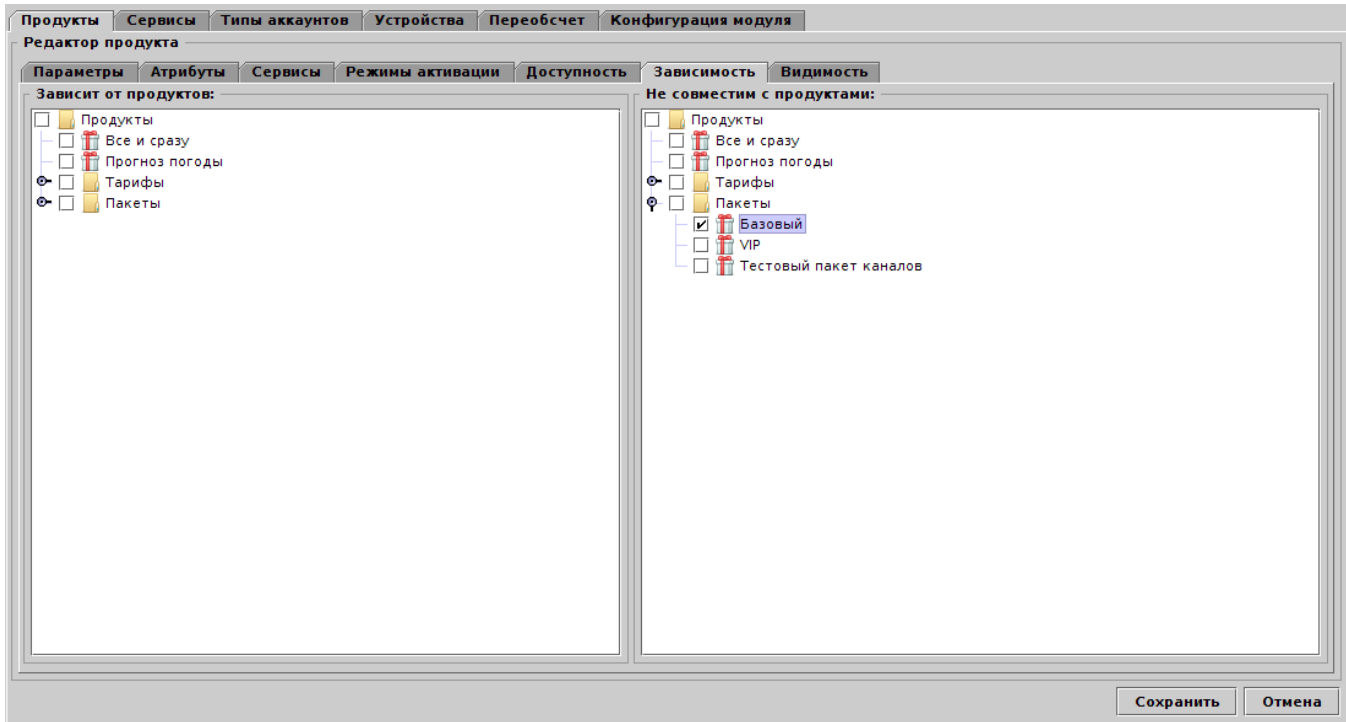 Продукты Сервисы Типы аккаунтов Устройства Переобсчет Конфигурация модуля
Редактор продукта
Параметры Атрибуты Сервисы Режимы активации Доступность Зависимость Видимость
Зависит от продуктов:
Продукты
Все и сразу
Прогноз погоды
Тарифы
Пакеты
Не совместим с продуктами:
Продукты
Все и сразу
Прогноз погоды
Тарифы
Пакеты
Базовый
VIP
Тестовый пакет каналов
Сохранить Отмена